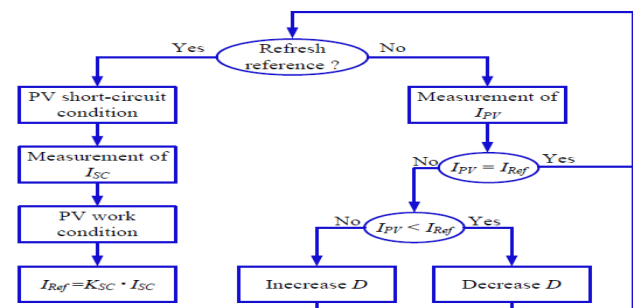 Yes
Refresh
reference ?
No
PV short-circuit
condition
Measurement of
I_PV
Measurement of
I_SC
No
I_PV = I_Ref
Yes
PV work
condition
No
I_PV < I_Ref
Yes
I_Ref =K_SC · I_SC
Inecrease D
Decrease D